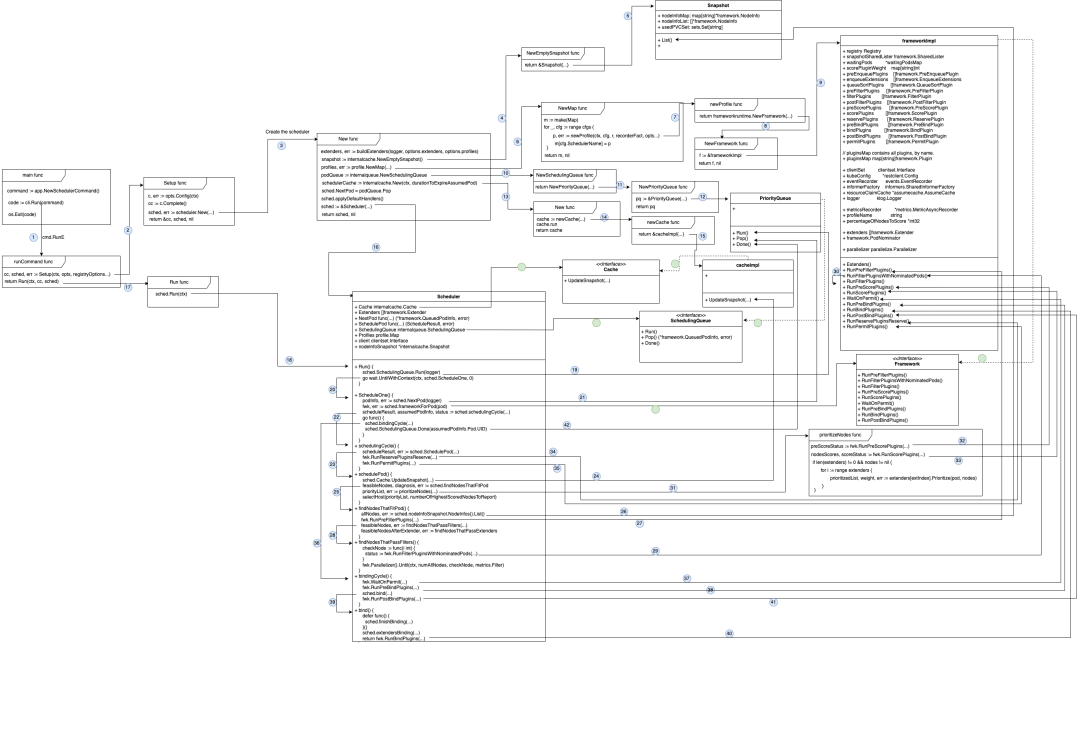 main func
command := app.NewSchedulerCommand()
code := cli.Run(command)
os.Exit(code)
1
cmd.RunE
runCommand func
cc, sched, err := Setup(ctx, opts, registryOptions...)
return Run(ctx, cc, sched)
2
17
Setup func
c, err := opts.Config(ctx)
cc := c.Complete()
sched, err := scheduler.New(...)
return &cc, sched, nil
Run func
sched.Run(ctx)
18
Create the scheduler
3
New func
extenders, err := buildExtenders(logger, options.extenders, options.profiles)
snapshot := internalcache.NewEmptySnapshot()
profiles, err := profile.NewMap(...)
podQueue := internalqueue.NewSchedulingQueue
schedulerCache := internalcache.New(ctx, durationToExpireAssumedPod)
sched.NextPod = podQueue.Pop
sched.applyDefaultHandlers()
sched := &Scheduler(...)
return sched, nil
4
NewEmptySnapshot func
return &Snapshot(...)
5
Snapshot
+ nodeInfoMap: map[string]*framework.NodeInfo
+ nodeInfoList: []*framework.NodeInfo
+ usedPVCSet: sets.Set[string]
+ List()
+
NewMap func
m := make(Map)
for _, cfg := range cfgs {
p, err := newProfile(ctx, cfg, r, recorderFact, opts...)
m[cfg.SchedulerName] = p
}
return m, nil
7
newProfile func
return frameworkruntime.NewFramework(...)
8
NewFramework func
f := &frameworkImpl
return f, nil
9
10
NewSchedulingQueue func
return NewPriorityQueue(...)
11
NewPriorityQueue func
pq := &PriorityQueue(...)
return pq
12
PriorityQueue
+
+ Run()
+ Pop()
+ Done()
13
New func
cache := newCache(...)
cache.run
return cache
14
newCache func
return &cacheImpl(...)
15
cacheImpl
+
+ UpdateSnapshot(...)
16
<<Interface>>
Cache
+ UpdateSnapshot(...)
<<Interface>>
SchedulingQueue
+ Run()
+ Pop() (*framework.QueuedPodInfo, error)
+ Done()
frameworkImpl
+ registry Registry
+ snapshotSharedLister framework.SharedLister
+ waitingPods *waitingPodsMap
+ scorePluginWeight map[string]int
+ preEnqueuePlugins []framework.PreEnqueuePlugin
+ enqueueExtensions []framework.EnqueueExtensions
+ queueSortPlugins []framework.QueueSortPlugin
+ preFilterPlugins []framework.PreFilterPlugin
+ filterPlugins []framework.FilterPlugin
+ postFilterPlugins []framework.PostFilterPlugin
+ preScorePlugins []framework.PreScorePlugin
+ scorePlugins []framework.ScorePlugin
+ reservePlugins []framework.ReservePlugin
+ preBindPlugins []framework.PreBindPlugin
+ bindPlugins []framework.BindPlugin
+ postBindPlugins []framework.PostBindPlugin
+ permitPlugins []framework.PermitPlugin
// pluginsMap contains all plugins, by name.
+ pluginsMap map[string]framework.Plugin
+ clientSet clientset.Interface
+ kubeConfig *restclient.Config
+ eventRecorder events.EventRecorder
+ informerFactory informers.SharedInformerFactory
+ resourceClaimCache *assumecache.AssumeCache
+ logger klog.Logger
+ metricsRecorder *metrics.MetricAsyncRecorder
+ profileName string
+ percentageOfNodesToScore *int32
+ extenders []framework.Extender
+ framework.PodNominator
+ parallelizer parallelize.Parallelizer
+ Extenders()
+ RunPreFilterPlugins()
+ RunFilterPluginsWithNominatedPods()
+ RunFilterPlugins()
+ RunPreScorePlugins()
+ RunScorePlugins()
+ WaitOnPermit()
+ RunPreBindPlugins()
+ RunBindPlugins()
+ RunPostBindPlugins()
+ RunReservePluginsReserve()
+ RunPermitPlugins()
30
<<Interface>>
Framework
+ RunPreFilterPlugins()
+ RunFilterPluginsWithNominatedPods()
+ RunFilterPlugins()
+ RunPreScorePlugins()
+ RunScorePlugins()
+ WaitOnPermit()
+ RunPreBindPlugins()
+ RunBindPlugins()
+ RunPostBindPlugins()
prioritizeNodes func
preScoreStatus := fwk.RunPreScorePlugins(...)
32
nodesScores, scoreStatus := fwk.RunScorePlugins(...)
33
if len(extenders) != 0 && nodes != nil {
for i := range extenders {
prioritizedList, weight, err := extenders[extIndex].Prioritize(pod, nodes)
}
}
Scheduler
+ Cache internalcache.Cache
+ Extenders []framework.Extender
+ NextPod func(...) (*framework.QueuedPodInfo, error)
+ SchedulePod func(...) (ScheduleResult, error)
+ SchedulingQueue internalqueue.SchedulingQueue
+ Profiles profile.Map
+ client clientset.Interface
+ nodeInfoSnapshot *internalcache.Snapshot
+ Run() {
sched.SchedulingQueue.Run(logger)
19
go wait.UntilWithContext(ctx, sched.ScheduleOne, 0)
}
20
+ ScheduleOne() {
podInfo, err := sched.NextPod(logger)
21
fwk, err := sched.frameworkForPod(pod)
scheduleResult, assumedPodInfo, status := sched.schedulingCycle(...)
22
go func() {
sched.bindingCycle(...)
42
sched.SchedulingQueue.Done(assumedPodInfo.Pod.UID)
}
}
+ schedulingCycle() {
scheduleResult, err := sched.SchedulePod(...)
34
fwk.RunReservePluginsReserve(...)
23
fwk.RunPermitPlugins(...)
35
}
+ schedulePod() {
sched.Cache.UpdateSnapshot(...)
24
feasibleNodes, diagnosis, err := sched.findNodesThatFitPod
31
25
priorityList, err := prioritizeNodes(...)
selectHost(priorityList, numberOfHighestScoredNodesToReport)
}
+ findNodesThatFitPod() {
allNodes, err := sched.nodeInfoSnapshot.NodeInfos().List()
26
fwk.RunPreFilterPlugins(...)
27
feasibleNodes, err := findNodesThatPassFilters(...)
28
feasibleNodesAfterExtender, err := findNodesThatPassExtenders
}
36
+ findNodesThatPassFilters() {
checkNode := func(i int) {
29
status := fwk.RunFilterPluginsWithNominatedPods(...)
}
fwk.Parallelizer().Until(ctx, numAllNodes, checkNode, metrics.Filter)
}
+ bindingCycle() {
37
fwk.WaitOnPermit(...)
38
fwk.RunPreBindPlugins(...)
sched.bind(...)
39
fwk.RunPostBindPlugins(...)
41
}
+ bind() {
defer func() {
sched.finishBinding(...)
}()
sched.extendersBinding(...)
40
return fwk.RunBindPlugins(...)